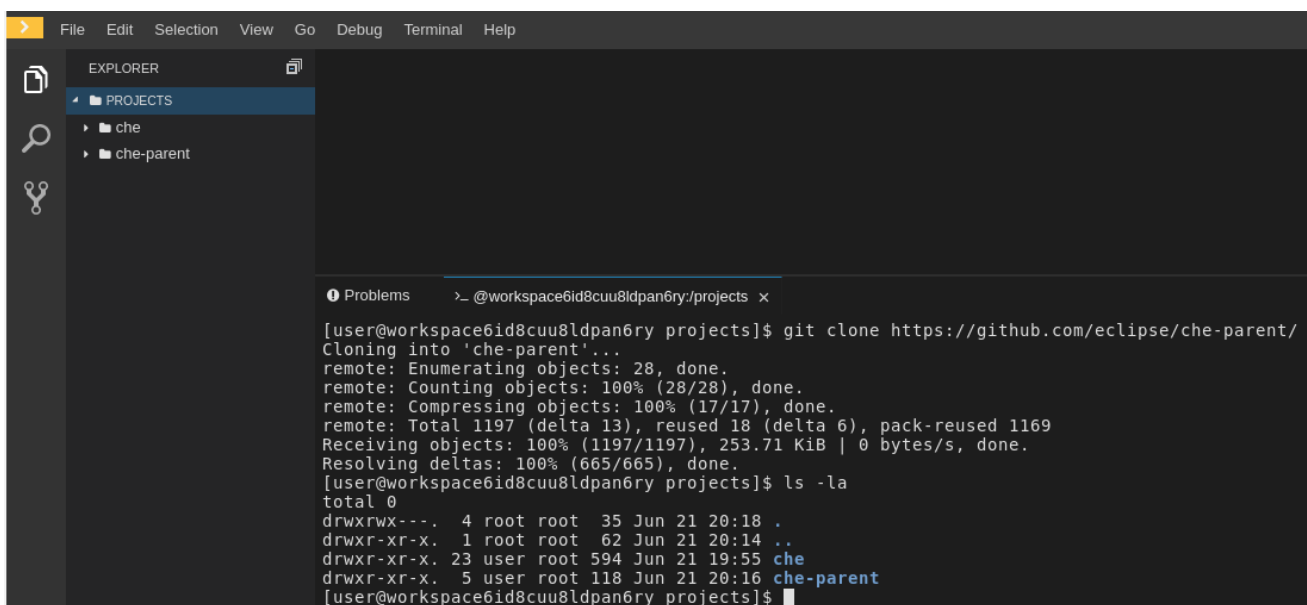 File Edit Selection View Go Debug Terminal Help
EXPLORER
PROJECTS
che
che-parent
Problems >_ @workspace6id8cuu8ldpan6ry:/projects ×
[user@workspace6id8cuu8ldpan6ry projects]$ git clone https://github.com/eclipse/che-parent/
Cloning into 'che-parent'...
remote: Enumerating objects: 28, done.
remote: Counting objects: 100% (28/28), done.
remote: Compressing objects: 100% (17/17), done.
remote: Total 1197 (delta 13), reused 18 (delta 6), pack-reused 1169
Receiving objects: 100% (1197/1197), 253.71 KiB | 0 bytes/s, done.
Resolving deltas: 100% (665/665), done.
[user@workspace6id8cuu8ldpan6ry projects]$ ls -la
total 0
drwxrwx---.  4 root root  35 Jun 21 20:18 .
drwxr-xr-x.  1 root root  62 Jun 21 20:14 ..
drwxr-xr-x. 23 user root 594 Jun 21 19:55 che
drwxr-xr-x.  5 user root 118 Jun 21 20:16 che-parent
[user@workspace6id8cuu8ldpan6ry projects]$